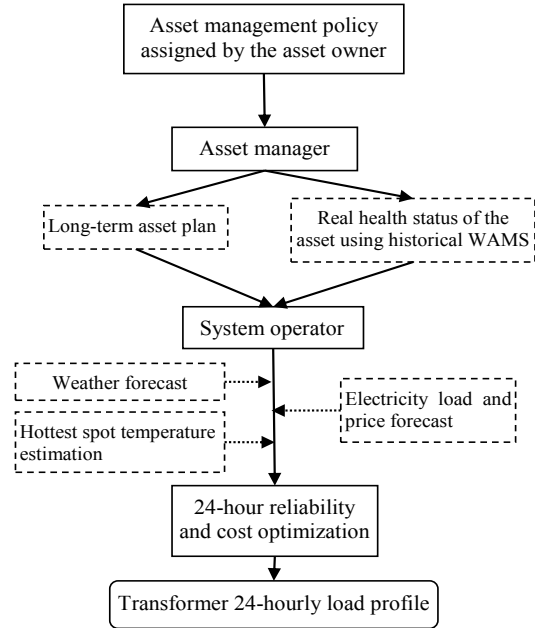 Asset management policy
assigned by the asset owner
Asset manager
Long-term asset plan
Real health status of the
asset using historical WAMS
System operator
Weather forecast
Electricity load and
price forecast
Hottest spot temperature
estimation
24-hour reliability
and cost optimization
Transformer 24-hourly load profile